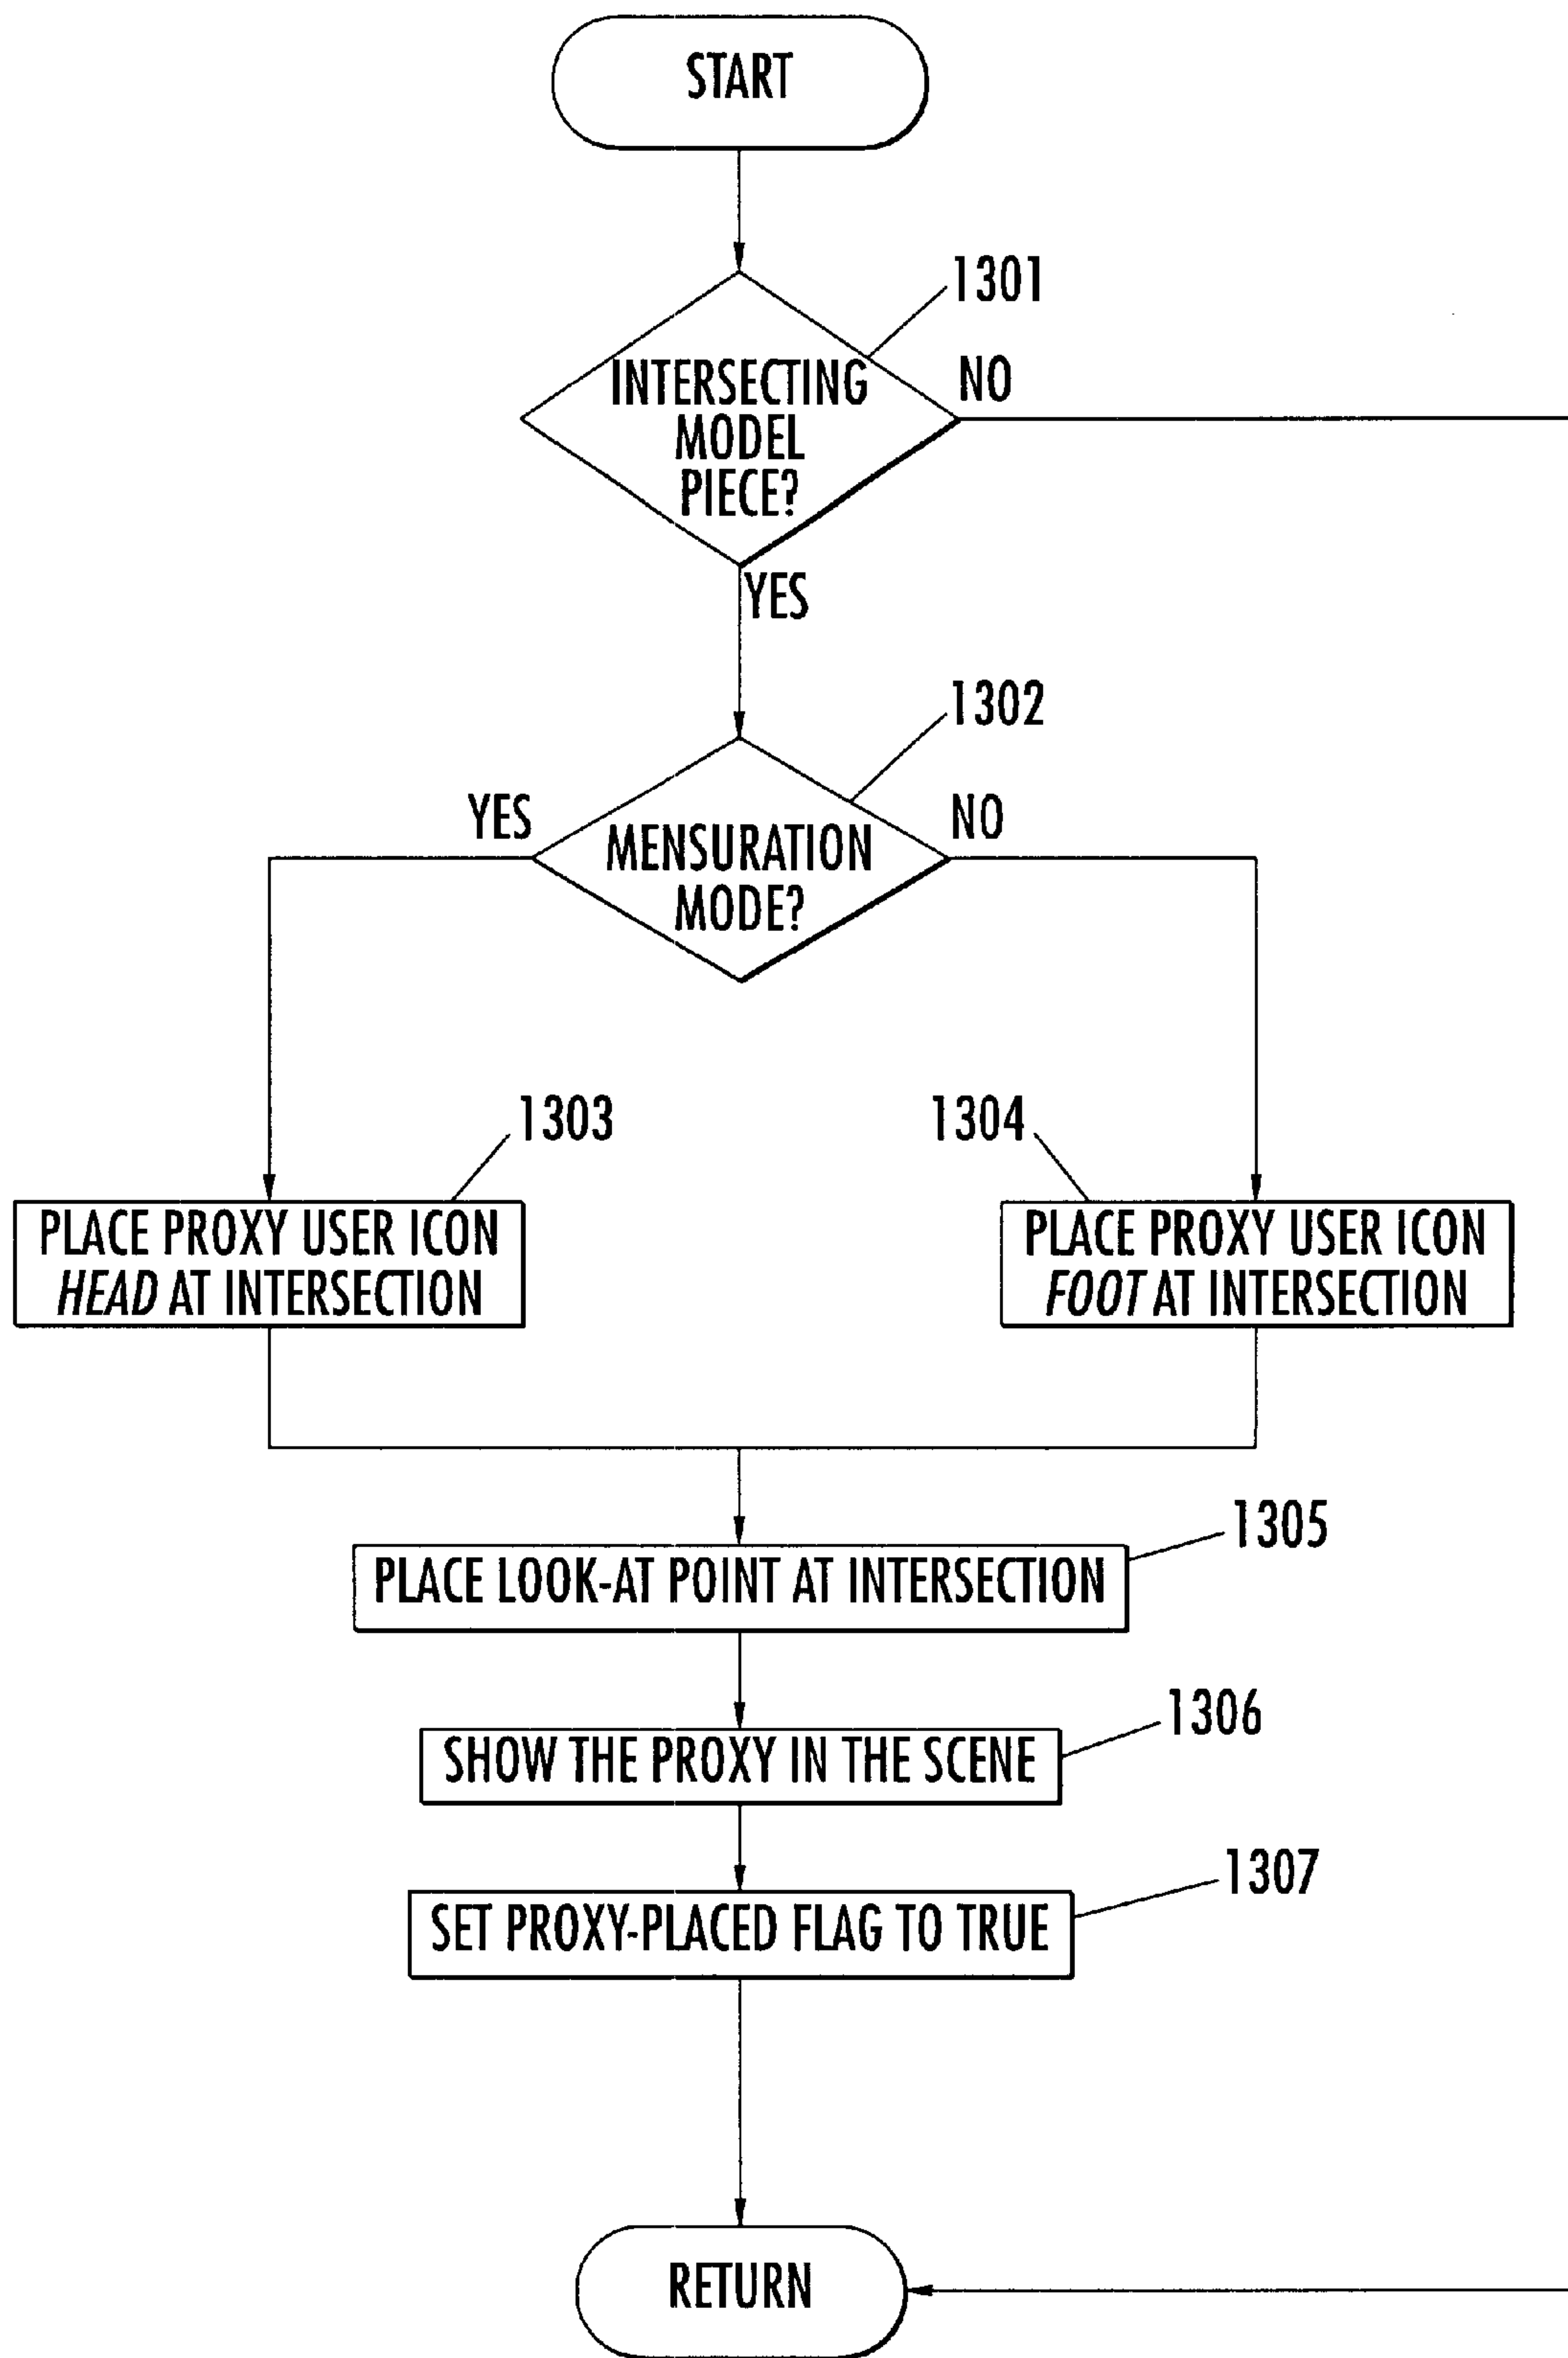 START
1301
INTERSECTING
MODEL
PIECE?
NO
YES
1302
YES
MENSURATION
MODE?
NO
1303
PLACE PROXY USER ICON
HEAD AT INTERSECTION
1304
PLACE PROXY USER ICON
FOOT AT INTERSECTION
1305
PLACE LOOK-AT POINT AT INTERSECTION
1306
SHOW THE PROXY IN THE SCENE
1307
SET PROXY-PLACED FLAG TO TRUE
RETURN